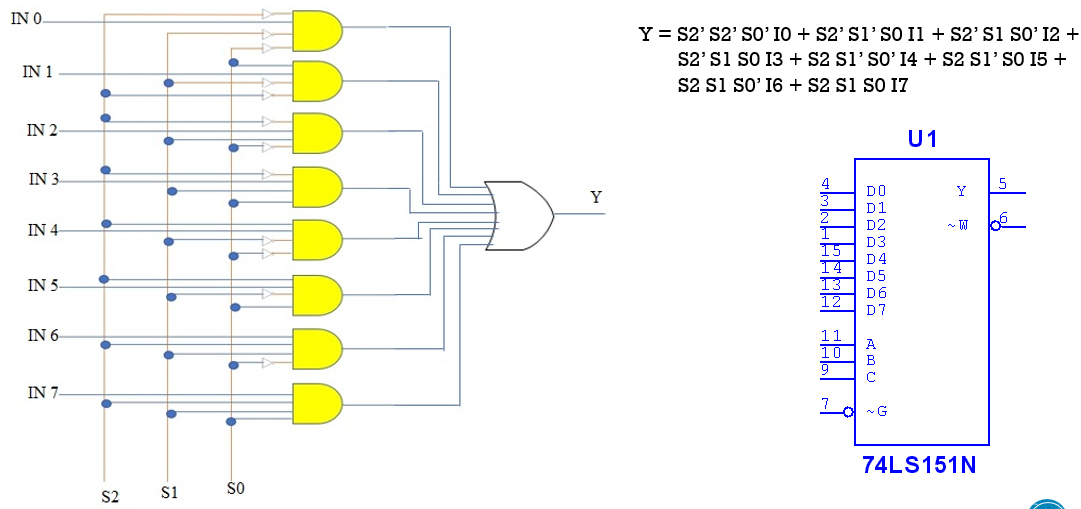 IN 0
IN 1
IN 2
IN 3
IN 4
IN 5
IN 6
IN 7
S2
S1
S0
Y
Y = S2’ S2’ S0’ I0 + S2’ S1’ S0 I1 + S2’ S1 S0’ I2 +
S2’ S1 S0 I3 + S2 S1’ S0’ I4 + S2 S1’ S0 I5 +
S2 S1 S0’ I6 + S2 S1 S0 I7
U1
4 D0 Y 5
3 D1
2 D2 ~W 6
1 D3
15 D4
14 D5
13 D6
12 D7
11 A
10 B
9 C
7 ~G
74LS151N